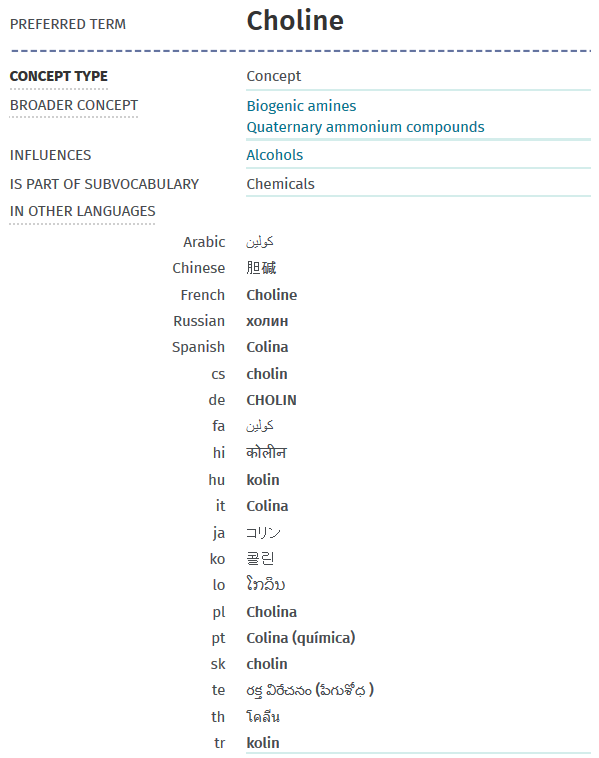 PREFERRED TERM Choline
CONCEPT TYPE Concept
BROADER CONCEPT Biogenic amines
Quaternary ammonium compounds
INFLUENCES Alcohols
IS PART OF SUBVOCABULARY Chemicals
IN OTHER LANGUAGES
Arabic كولين
Chinese 胆碱
French Choline
Russian холин
Spanish Colina
cs cholin
de CHOLIN
fa کولین
hi कोलीन
hu kolin
it Colina
ja コリン
ko 콜린
lo ໂກລິນ
pl Cholina
pt Colina (química)
sk cholin
te రక్త విరేచనం (పేగుశోధ )
th โคลีน
tr kolin